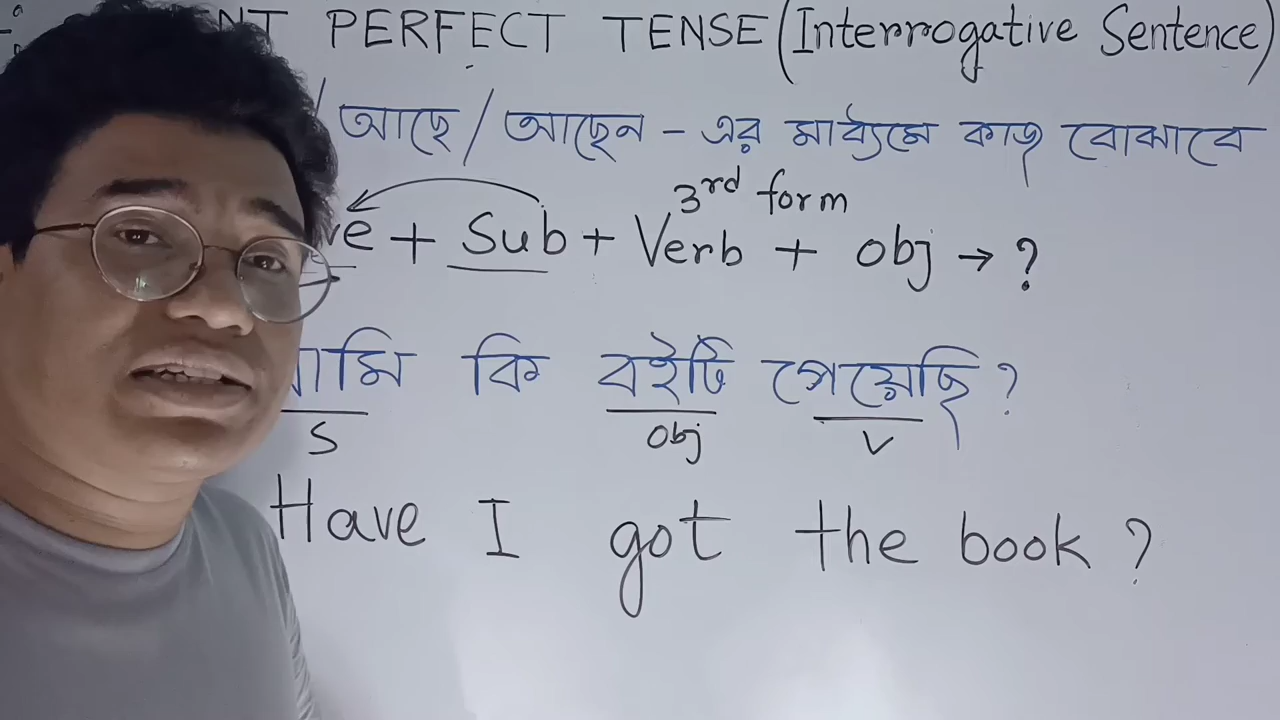 PERFECT TENSE (Interrogative Sentence)
/ আছে / আছেন - এর মাধ্যমে কাজ বোঝাবে
3rd form
+ Sub + Verb + obj → ?
কি বইটি পেয়েছি ?
S obj V
Have I got the book ?